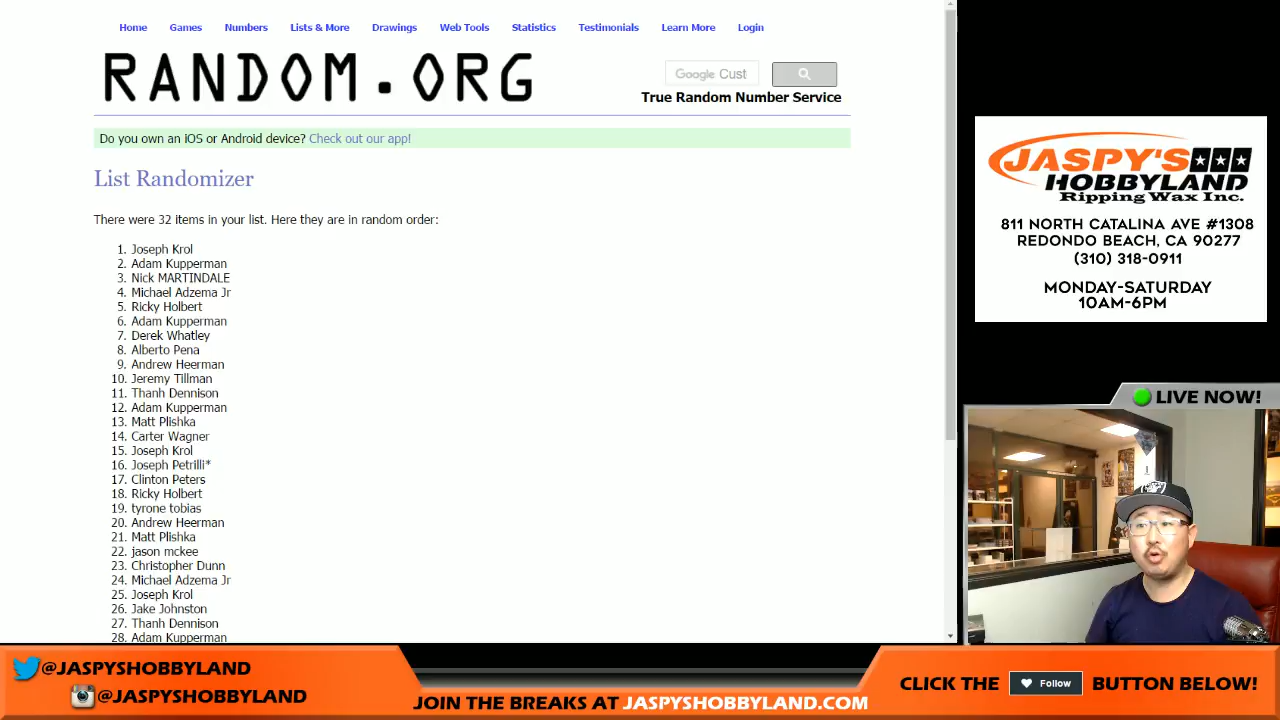 Home Games Numbers Lists & More Drawings Web Tools Statistics Testimonials Learn More Login
RANDOM.ORG
Google Cust
True Random Number Service
Do you own an iOS or Android device? Check out our app!
List Randomizer
There were 32 items in your list. Here they are in random order:
1. Joseph Krol
2. Adam Kupperman
3. Nick MARTINDALE
4. Michael Adzema Jr
5. Ricky Holbert
6. Adam Kupperman
7. Derek Whatley
8. Alberto Pena
9. Andrew Heerman
10. Jeremy Tillman
11. Thanh Dennison
12. Adam Kupperman
13. Matt Plishka
14. Carter Wagner
15. Joseph Krol
16. Joseph Petrilli*
17. Clinton Peters
18. Ricky Holbert
19. tyrone tobias
20. Andrew Heerman
21. Matt Plishka
22. jason mckee
23. Christopher Dunn
24. Michael Adzema Jr
25. Joseph Krol
26. Jake Johnston
27. Thanh Dennison
28. Adam Kupperman
JASPY'S
HOBBYLAND
Ripping Wax Inc.
811 NORTH CATALINA AVE #1308
REDONDO BEACH, CA 90277
(310) 318-0911
MONDAY-SATURDAY
10AM-6PM
LIVE NOW!
@JASPYSHOBBYLAND
@JASPYSHOBBYLAND
JOIN THE BREAKS AT JASPYSHOBBYLAND.COM
CLICK THE Follow BUTTON BELOW!